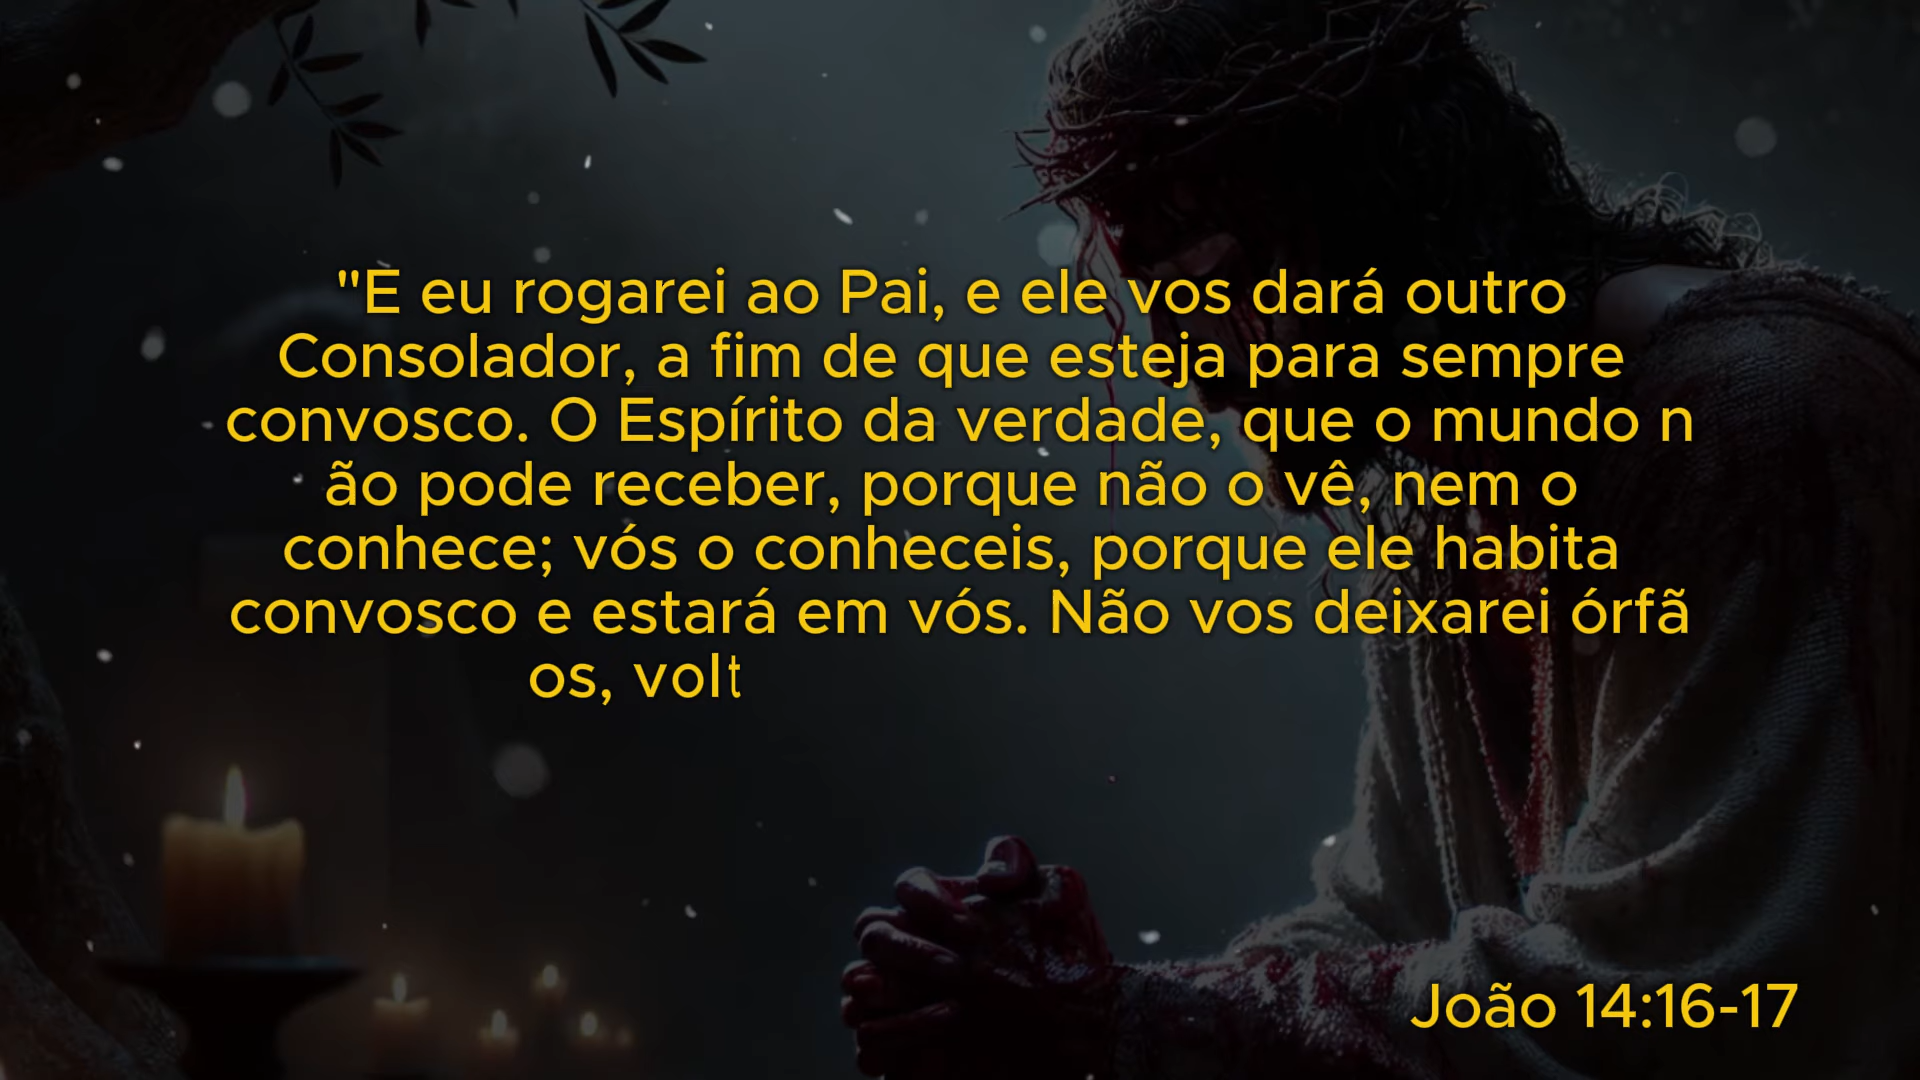 "E eu rogarei ao Pai, e ele vos dará outro
Consolador, a fim de que esteja para sempre
convosco. O Espírito da verdade, que o mundo n
ão pode receber, porque não o vê, nem o
conhece; vós o conheceis, porque ele habita
convosco e estará em vós. Não vos deixarei órfã
os, volt
João 14:16-17